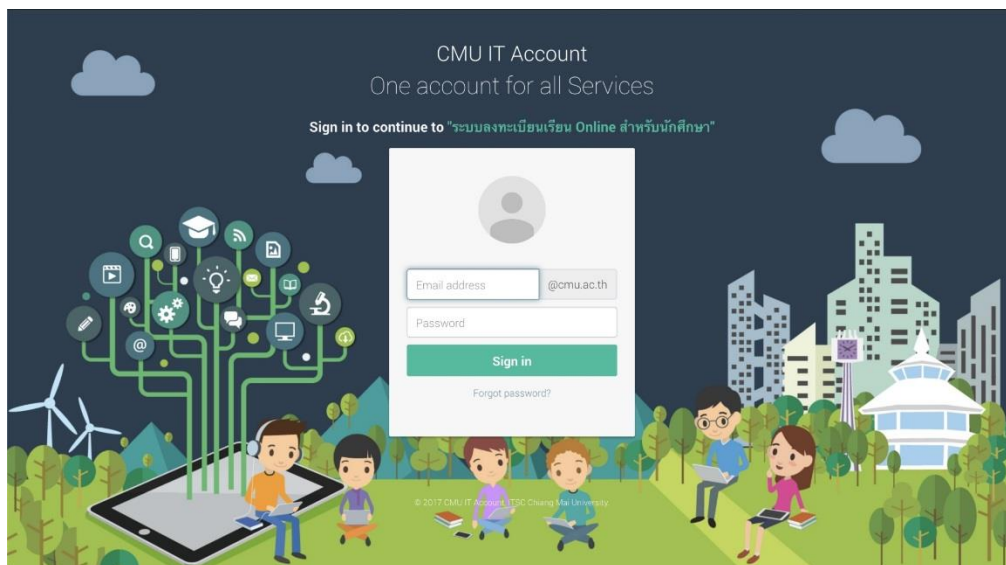 CMU IT Account
One account for all Services
Sign in to continue to "ระบบลงทะเบียนเรียน Online สำหรับนักศึกษา"
Email address @cmu.ac.th
Password
Sign in
Forgot password?
© 2017 CMU IT Account, ITSC Chiang Mai University.